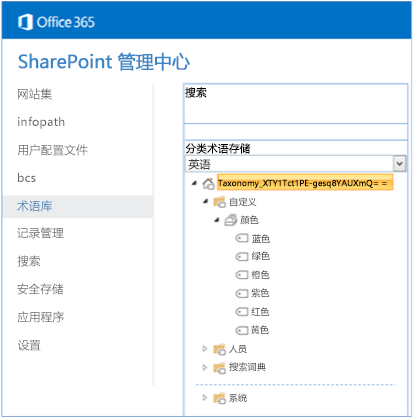 Office 365
SharePoint 管理中心
网站集
infopath
用户配置文件
bcs
术语库
记录管理
搜索
安全存储
应用程序
设置
搜索
分类术语存储
英语
Taxonomy_XTY1Tct1PE-gesq8YAUXmQ= =
自定义
颜色
蓝色
绿色
橙色
紫色
红色
黄色
人员
搜索词典
系统